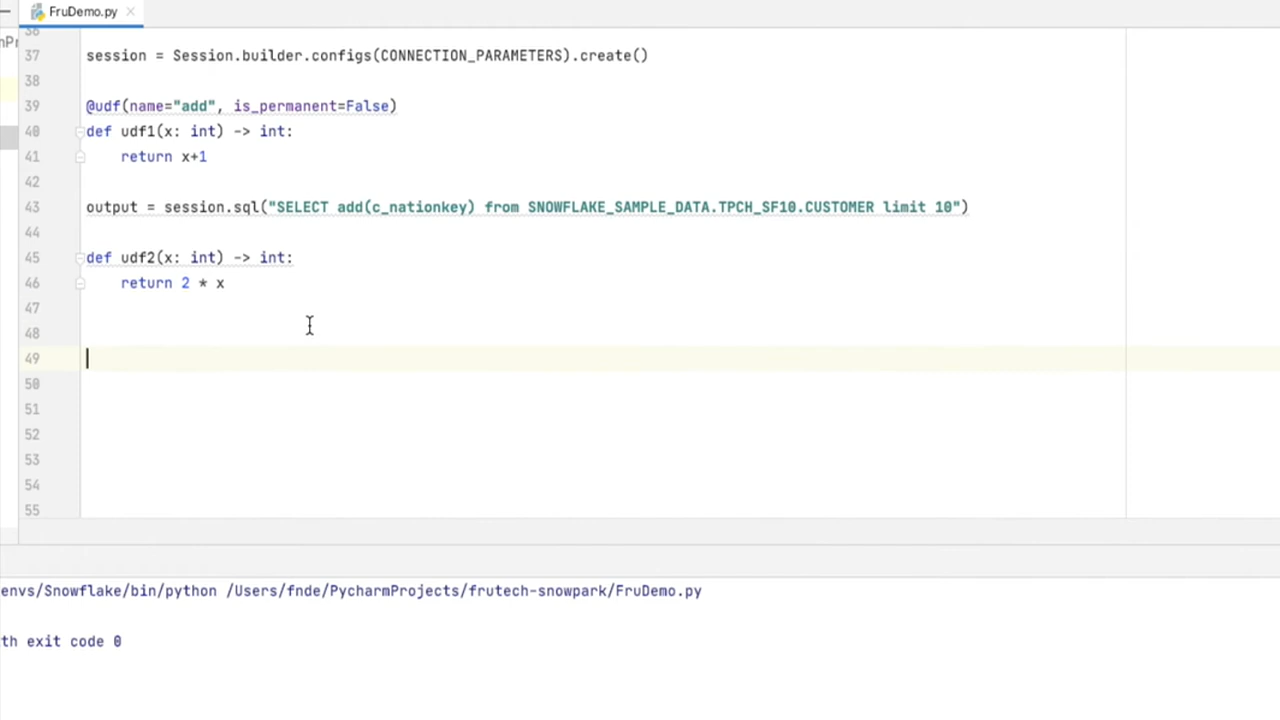 FruDemo.py
mPr
36
37 session = Session.builder.configs(CONNECTION_PARAMETERS).create()
38
39 @udf(name="add", is_permanent=False)
40 def udf1(x: int) -> int:
41 return x+1
42
43 output = session.sql("SELECT add(c_nationkey) from SNOWFLAKE_SAMPLE_DATA.TPCH_SF10.CUSTOMER limit 10")
44
45 def udf2(x: int) -> int:
46 return 2 * x
47
48
49
50
51
52
53
54
55
envs/Snowflake/bin/python /Users/fnde/PycharmProjects/frutech-snowpark/FruDemo.py
th exit code 0